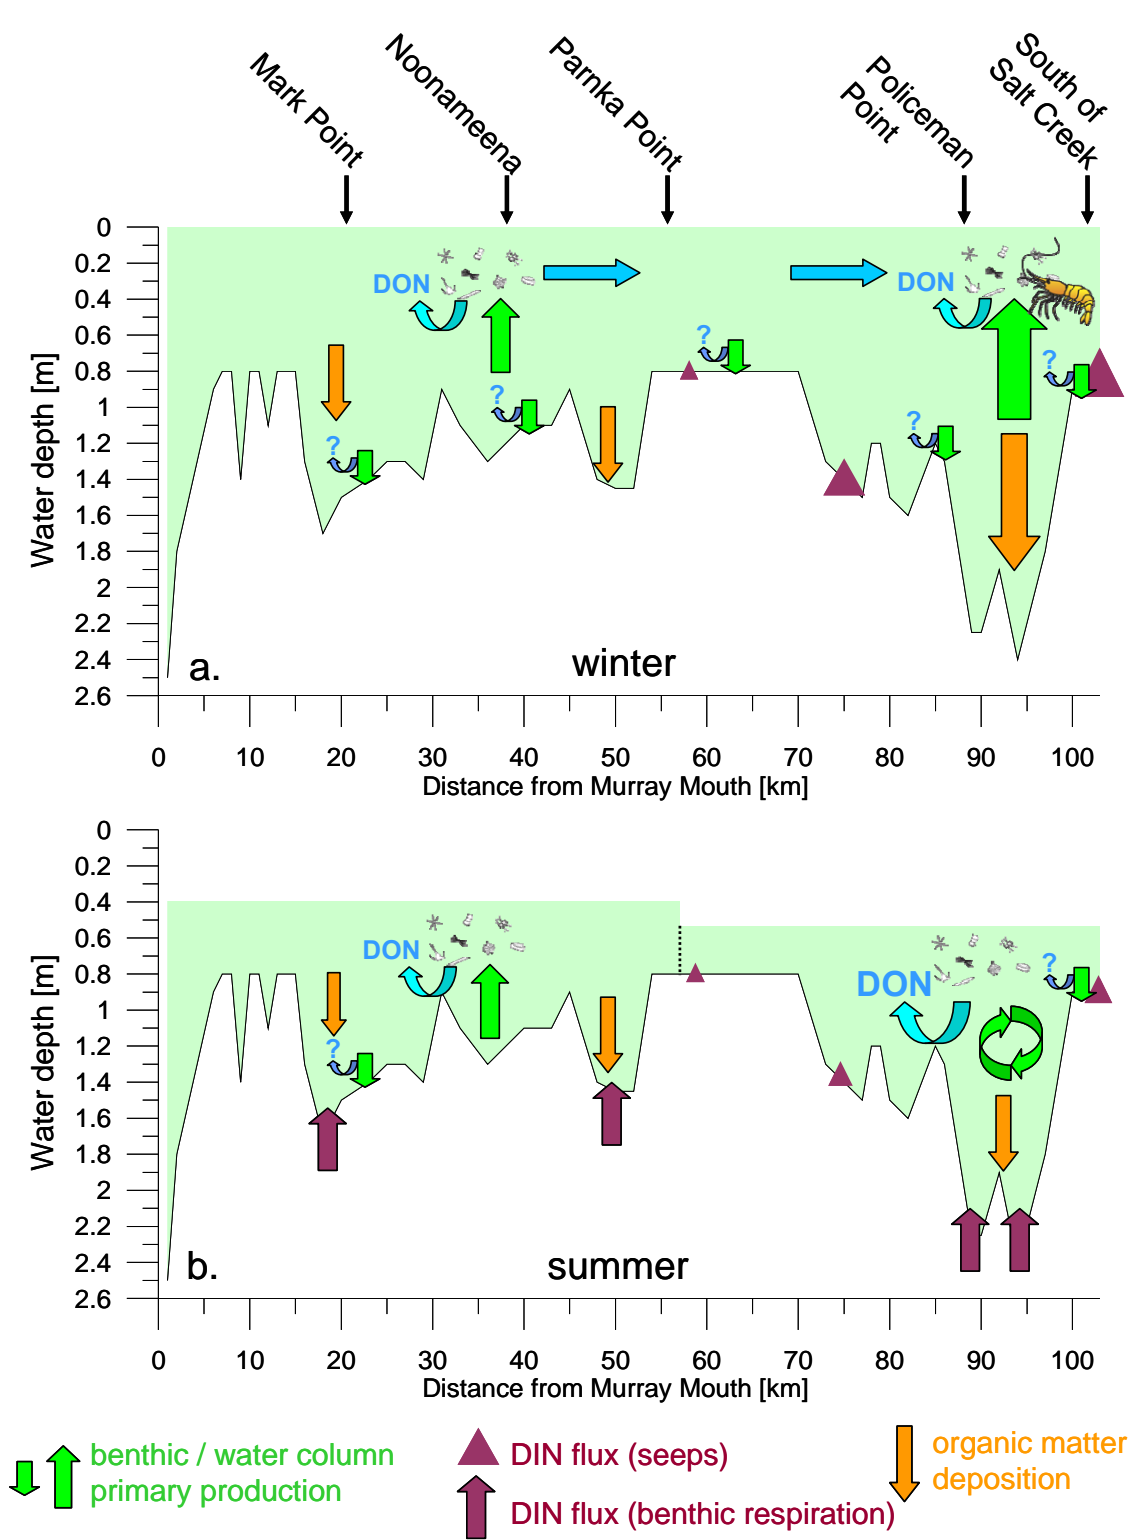 Mark Point
Noonameena
Parnka Point
Policeman
Point
South of
Salt Creek
0
0.2
0.4
0.6
0.8
1
1.2
1.4
1.6
1.8
2
2.2
2.4
2.6
Water depth [m]
DON
DON
?
?
?
?
?
a.
winter
0 10 20 30 40 50 60 70 80 90 100
Distance from Murray Mouth [km]
0
0.2
0.4
0.6
0.8
1
1.2
1.4
1.6
1.8
2
2.2
2.4
2.6
Water depth [m]
DON
DON
?
?
b.
summer
0 10 20 30 40 50 60 70 80 90 100
Distance from Murray Mouth [km]
benthic / water column
primary production
DIN flux (seeps)
DIN flux (benthic respiration)
organic matter
deposition